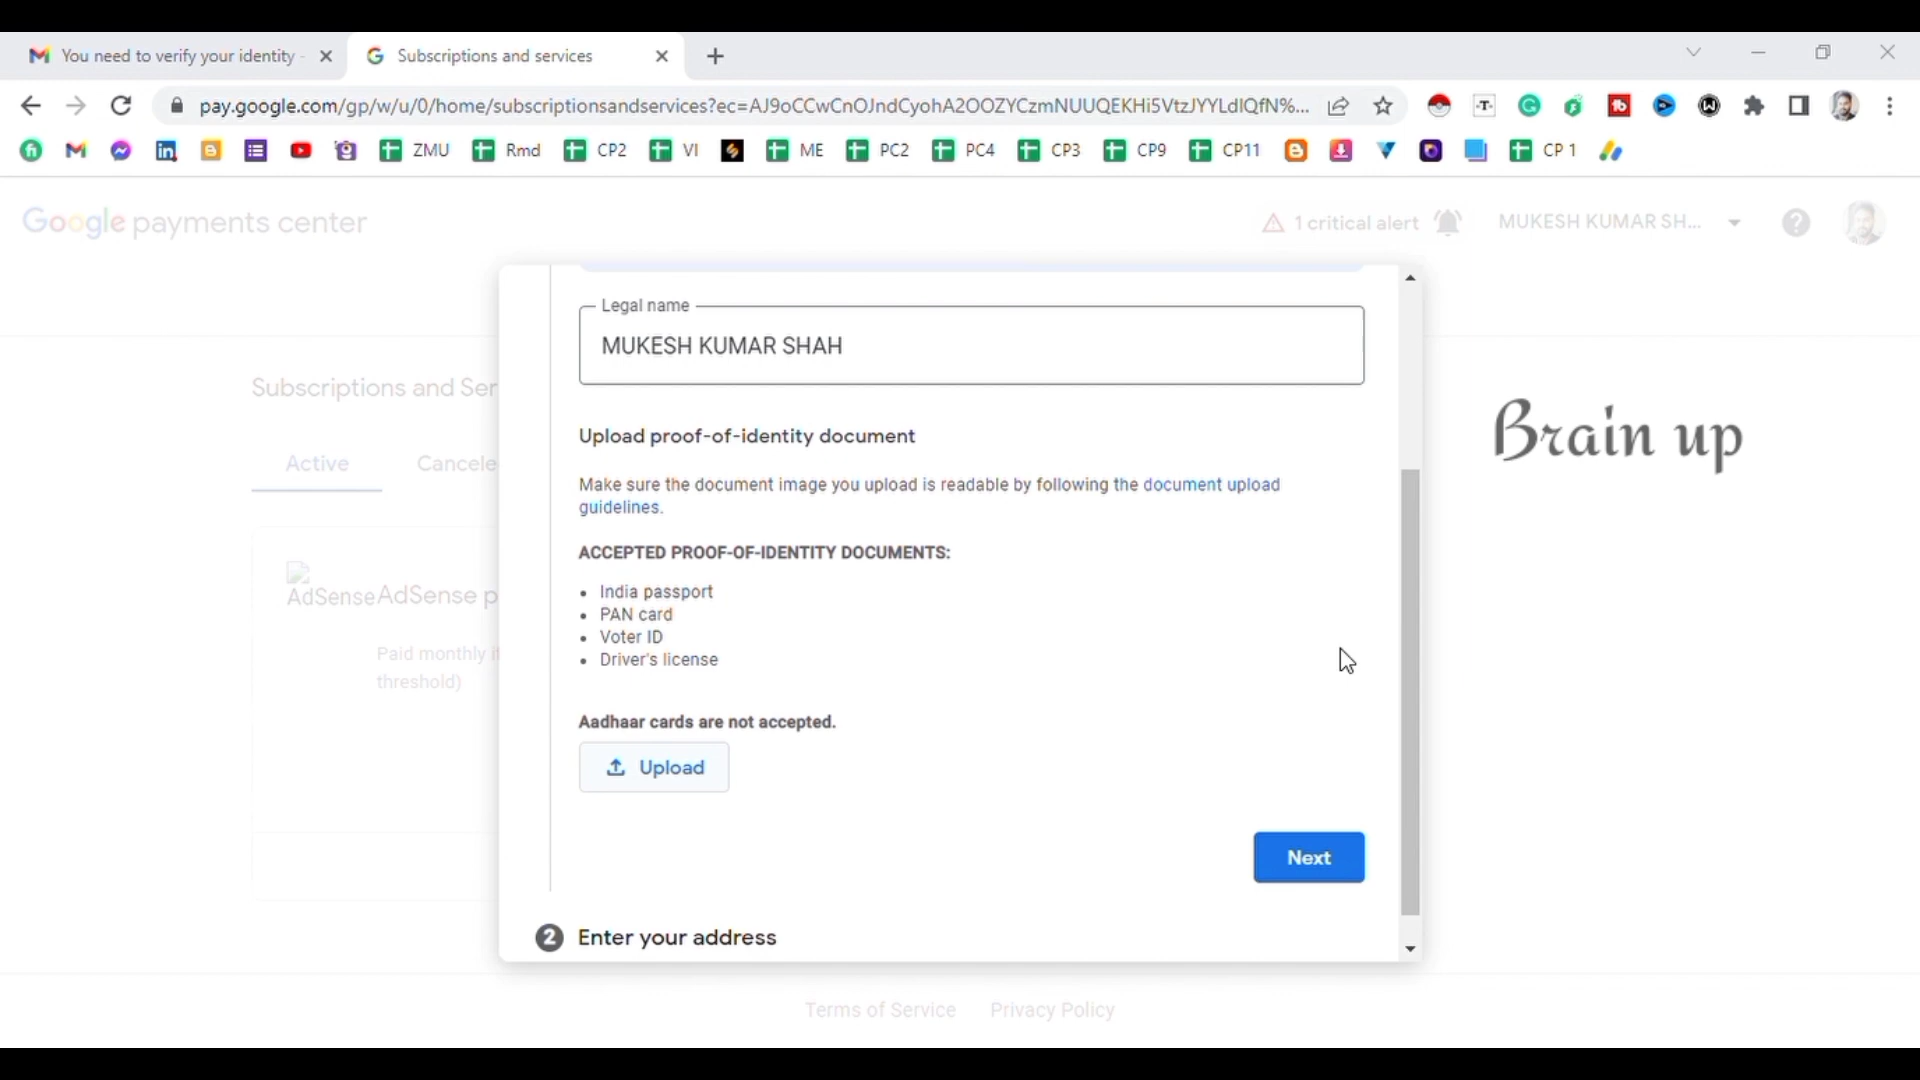 You need to verify your identity -
Subscriptions and services
pay.google.com/gp/w/u/0/home/subscriptionsandservices?ec=AJ9oCCwCnOJndCyohA2OOZYCzmNUUQEKHi5VtzJYYLdlQfN%...
ZMU Rmd CP2 VI ME PC2 PC4 CP3 CP9 CP11 CP 1
Google payments center
1 critical alert
MUKESH KUMAR SH...
Legal name
MUKESH KUMAR SHAH
Subscriptions and Ser
Brain up
Upload proof-of-identity document
Active
Cancele
Make sure the document image you upload is readable by following the document upload
guidelines.
ACCEPTED PROOF-OF-IDENTITY DOCUMENTS:
• India passport
• PAN card
• Voter ID
• Driver's license
AdSense
AdSense p
Paid monthly i
threshold)
Aadhaar cards are not accepted.
Upload
Next
2 Enter your address
Terms of Service
Privacy Policy